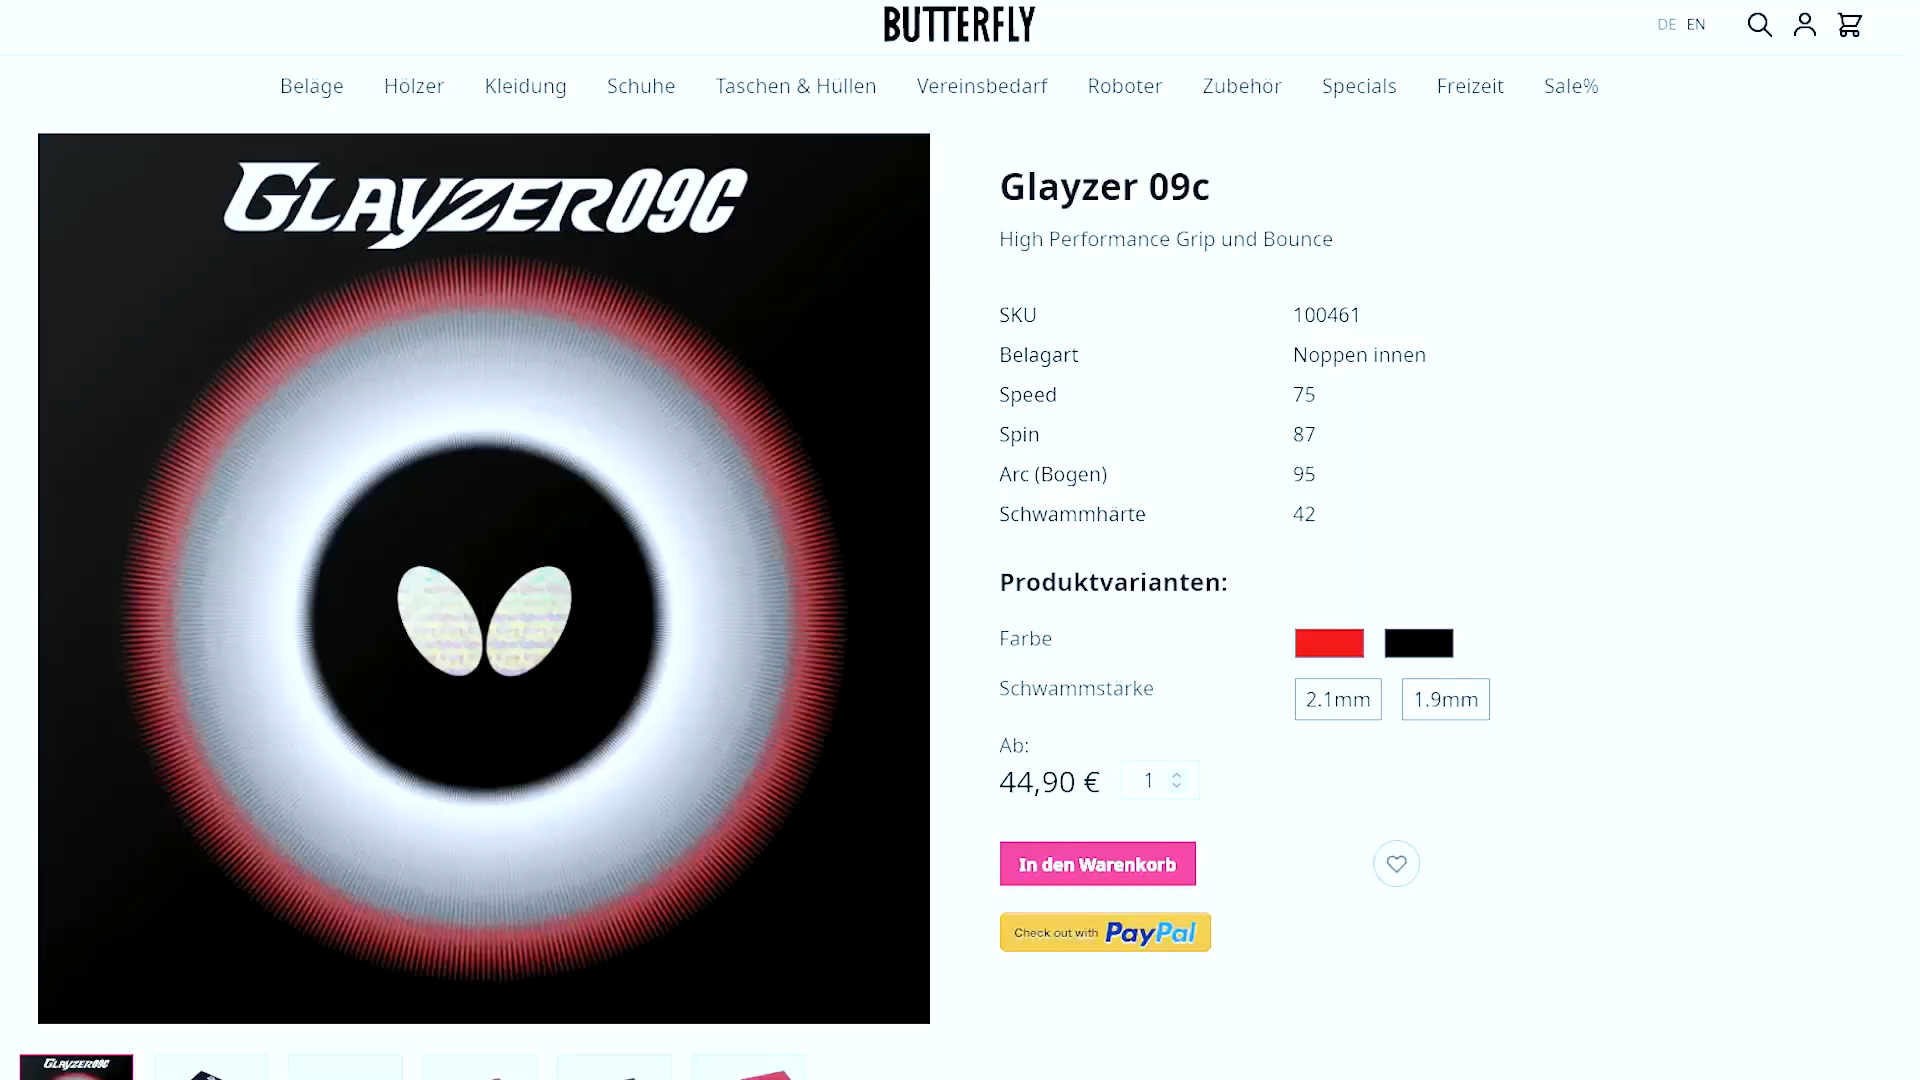 BUTTERFLY
DE EN
Beläge Hölzer Kleidung Schuhe Taschen & Hüllen Vereinsbedarf Roboter Zubehör Specials Freizeit Sale%
GLAYZER09C
Glayzer 09c
High Performance Grip und Bounce
SKU 100461
Belagart Noppen innen
Speed 75
Spin 87
Arc (Bogen) 95
Schwammhärte 42
Produktvarianten:
Farbe
Schwammstärke 2.1mm 1.9mm
Ab:
44,90 € 1
In den Warenkorb
Check out with PayPal
GLAYZER09C